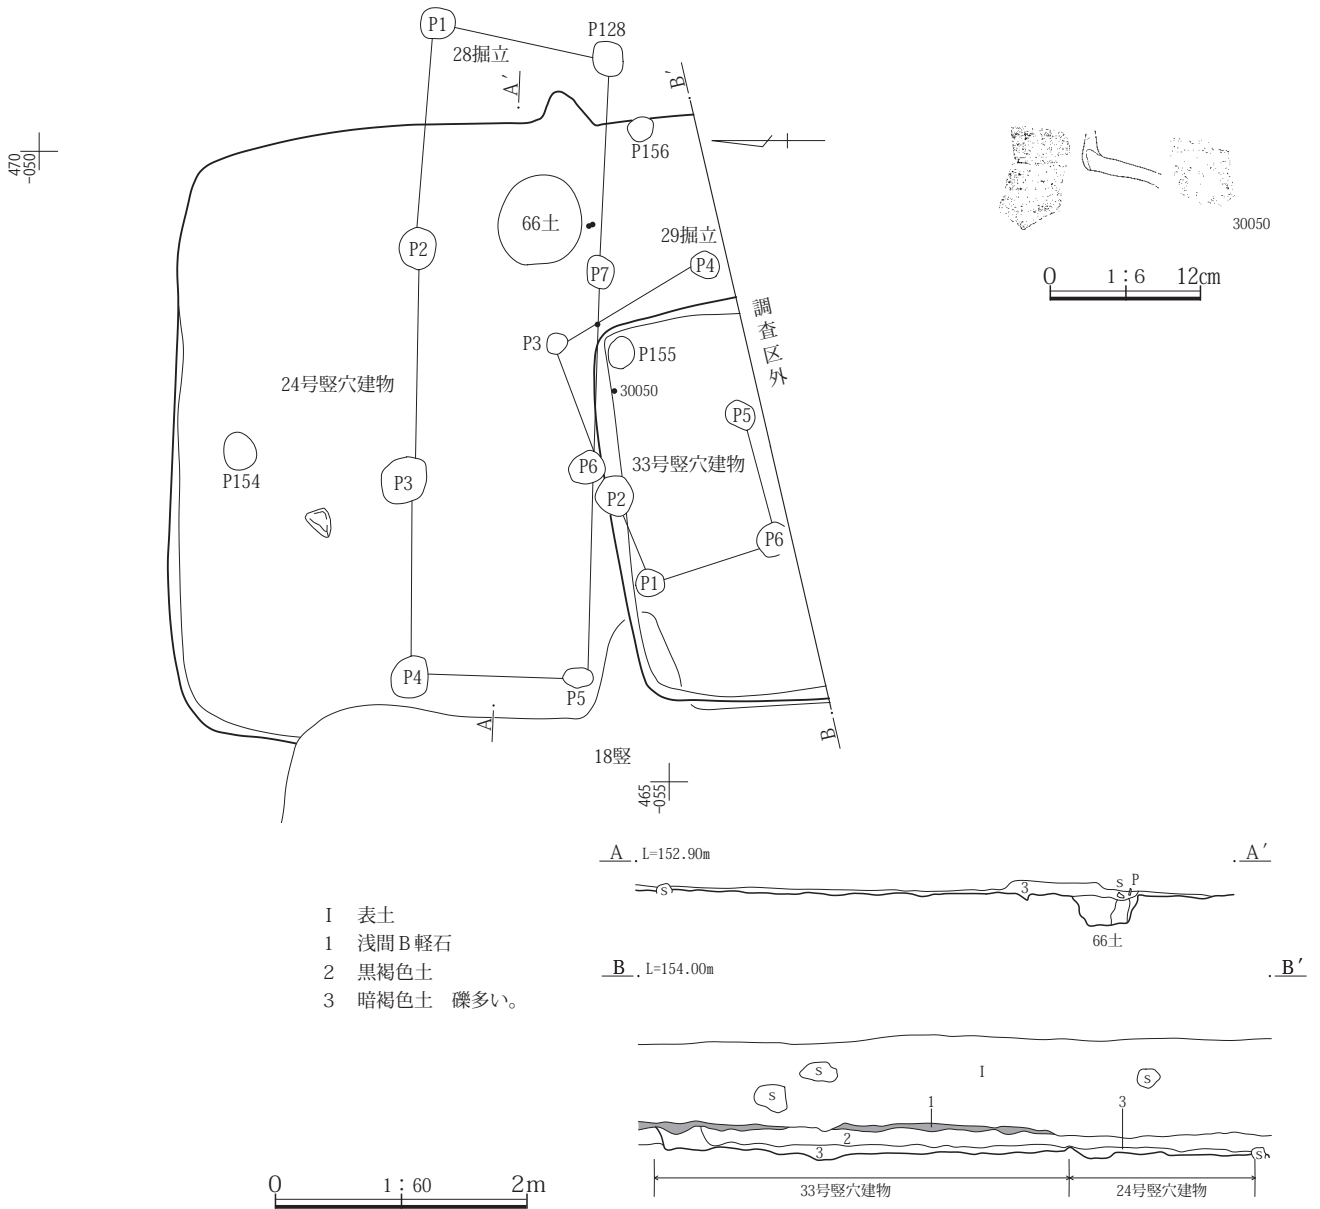 P1
P128
28掘立
A′
B′
470
-050
P156
66土
30050
29掘立
P2
P7
P4
0 1：6 12cm
調査区外
P3
P155
24号竪穴建物
30050
P5
P154
P3
P6
33号竪穴建物
P2
P6
P1
P4
P5
A
B
18竪
465
-055
A L=152.90m A′
S 3 S P
66土
I 表土
1 浅間B軽石
2 黒褐色土
3 暗褐色土 礫多い。
B L=154.00m B′
S I S
S 1 3
2
3 S
0 1：60 2m
33号竪穴建物 24号竪穴建物